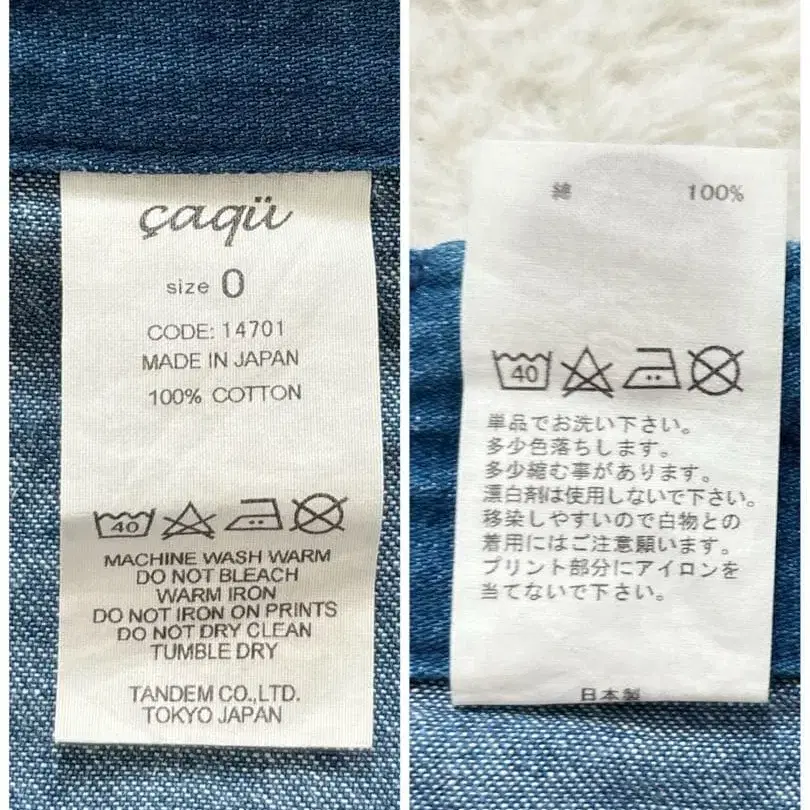 çaqü
size 0
CODE: 14701
MADE IN JAPAN
100% COTTON
40
MACHINE WASH WARM
DO NOT BLEACH
WARM IRON
DO NOT IRON ON PRINTS
DO NOT DRY CLEAN
TUMBLE DRY
TANDEM CO.,LTD.
TOKYO JAPAN
綿 100%
40
単品でお洗い下さい。
多少色落ちします。
多少縮む事があります。
漂白剤は使用しないで下さい。
移染しやすいので白物との
着用にはご注意願います。
プリント部分にアイロンを
当てないで下さい。
日本製